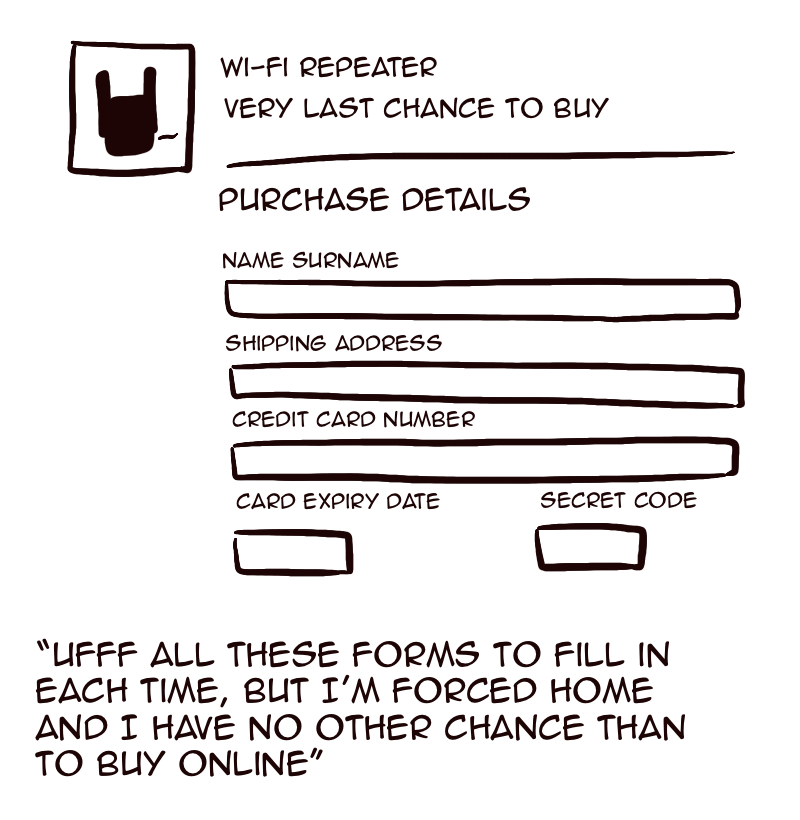 WI-FI REPEATER
VERY LAST CHANCE TO BUY
PURCHASE DETAILS
NAME SURNAME
SHIPPING ADDRESS
CREDIT CARD NUMBER
CARD EXPIRY DATE SECRET CODE
"UFFF ALL THESE FORMS TO FILL IN
EACH TIME, BUT I'M FORCED HOME
AND I HAVE NO OTHER CHANCE THAN
TO BUY ONLINE"